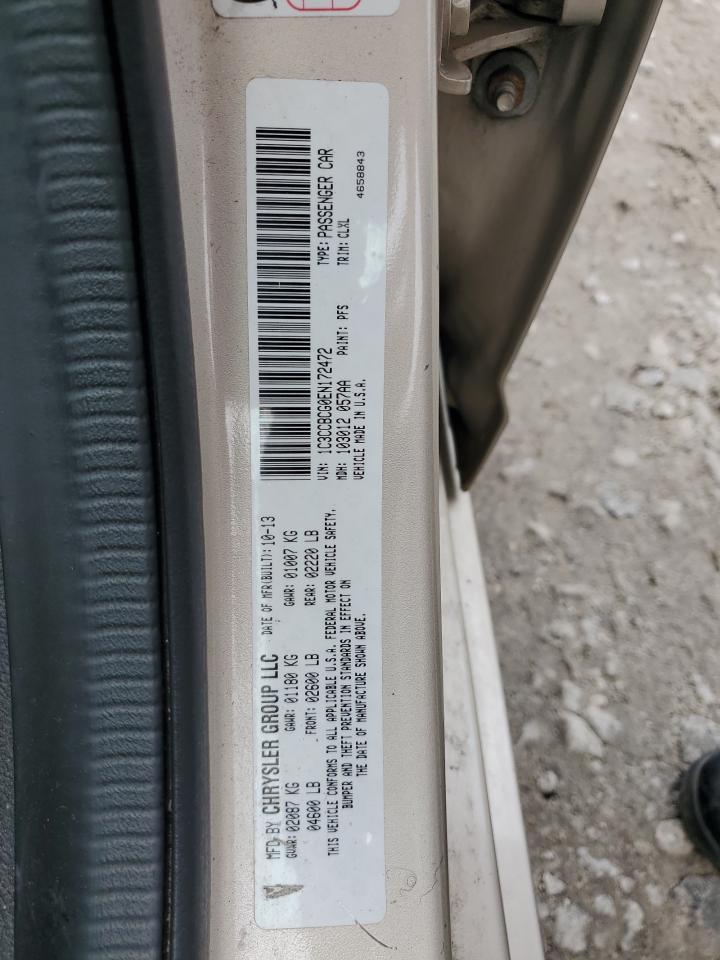 MFD BY CHRYSLER GROUP LLC DATE OF MFR(BUILT): 10-13
GVWR: 02087 KG GAWR: 01180 KG GAWR: 01007 KG
04600 LB FRONT: 02600 LB REAR: 02220 LB
THIS VEHICLE CONFORMS TO ALL APPLICABLE U.S.A. FEDERAL MOTOR VEHICLE SAFETY,
BUMPER AND THEFT PREVENTION STANDARDS IN EFFECT ON
THE DATE OF MANUFACTURE SHOWN ABOVE.
VIN: 1C3CCBCG0EN172472 TYPE: PASSENGER CAR
MDH: 103012 057AA PAINT: PFS TRIM: CLXL
VEHICLE MADE IN U.S.A.
4658843